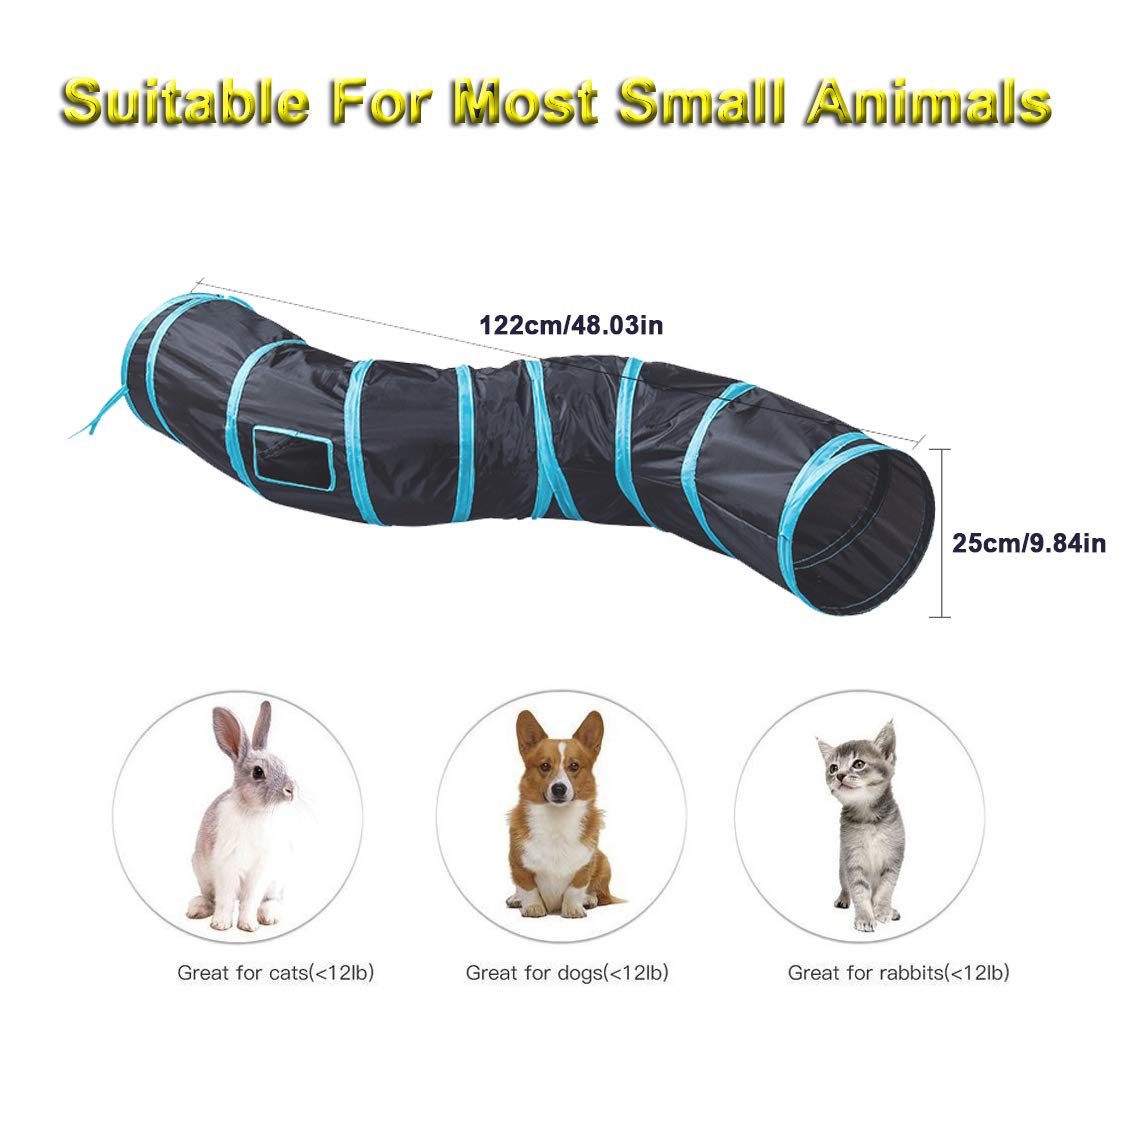 Suitable For Most Small Animals
122cm/48.03in
25cm/9.84in
Great for cats(<12lb)
Great for dogs(<12lb)
Great for rabbits(<12lb)